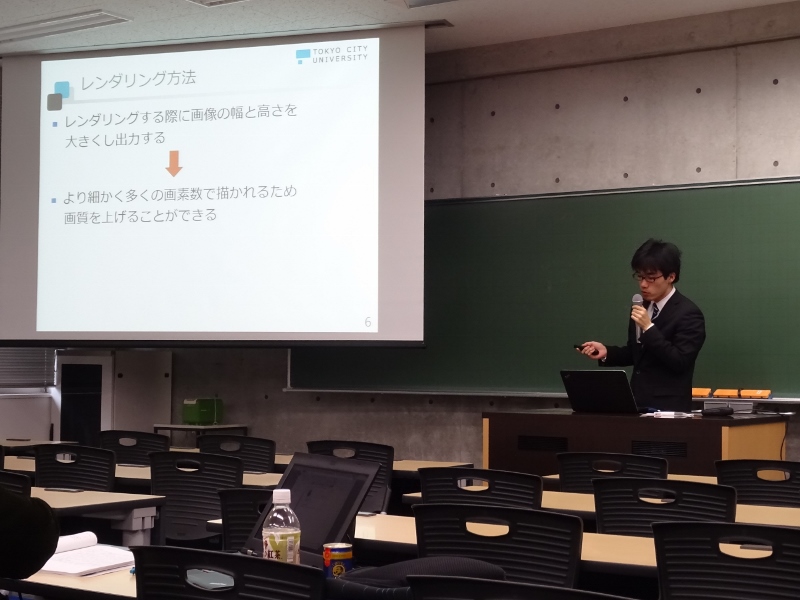 TOKYO CITY
UNIVERSITY
レンダリング方法
レンダリングする際に画像の幅と高さを
大きくし出力する
より細かく多くの画素数で描かれるため
画質を上げることができる
6
紅茶